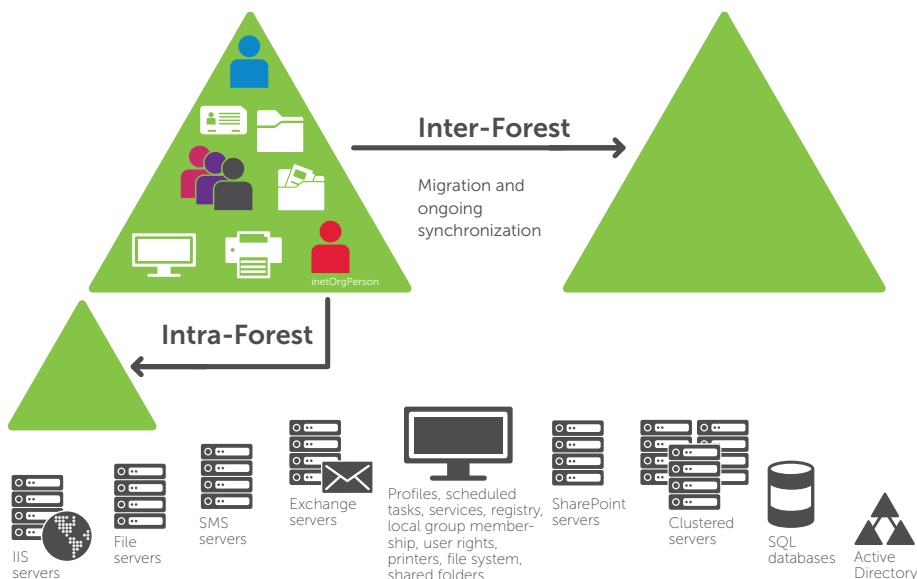 Inter-Forest
Migration and
ongoing
synchronization
inetOrgPerson
Intra-Forest
IIS
servers
File
servers
SMS
servers
Exchange
servers
Profiles, scheduled
tasks, services, registry,
local group member-
ship, user rights,
printers, file system,
shared folders
SharePoint
servers
Clustered
servers
SQL
databases
Active
Directory